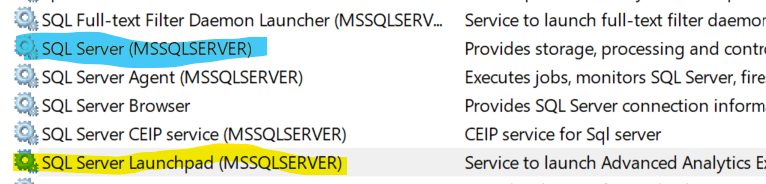 SQL Full-text Filter Daemon Launcher (MSSQLSERV... Service to launch full-text filter daemon
SQL Server (MSSQLSERVER) Provides storage, processing and contr
SQL Server Agent (MSSQLSERVER) Executes jobs, monitors SQL Server, fire
SQL Server Browser Provides SQL Server connection informa
SQL Server CEIP service (MSSQLSERVER) CEIP service for Sql server
SQL Server Launchpad (MSSQLSERVER) Service to launch Advanced Analytics Ex